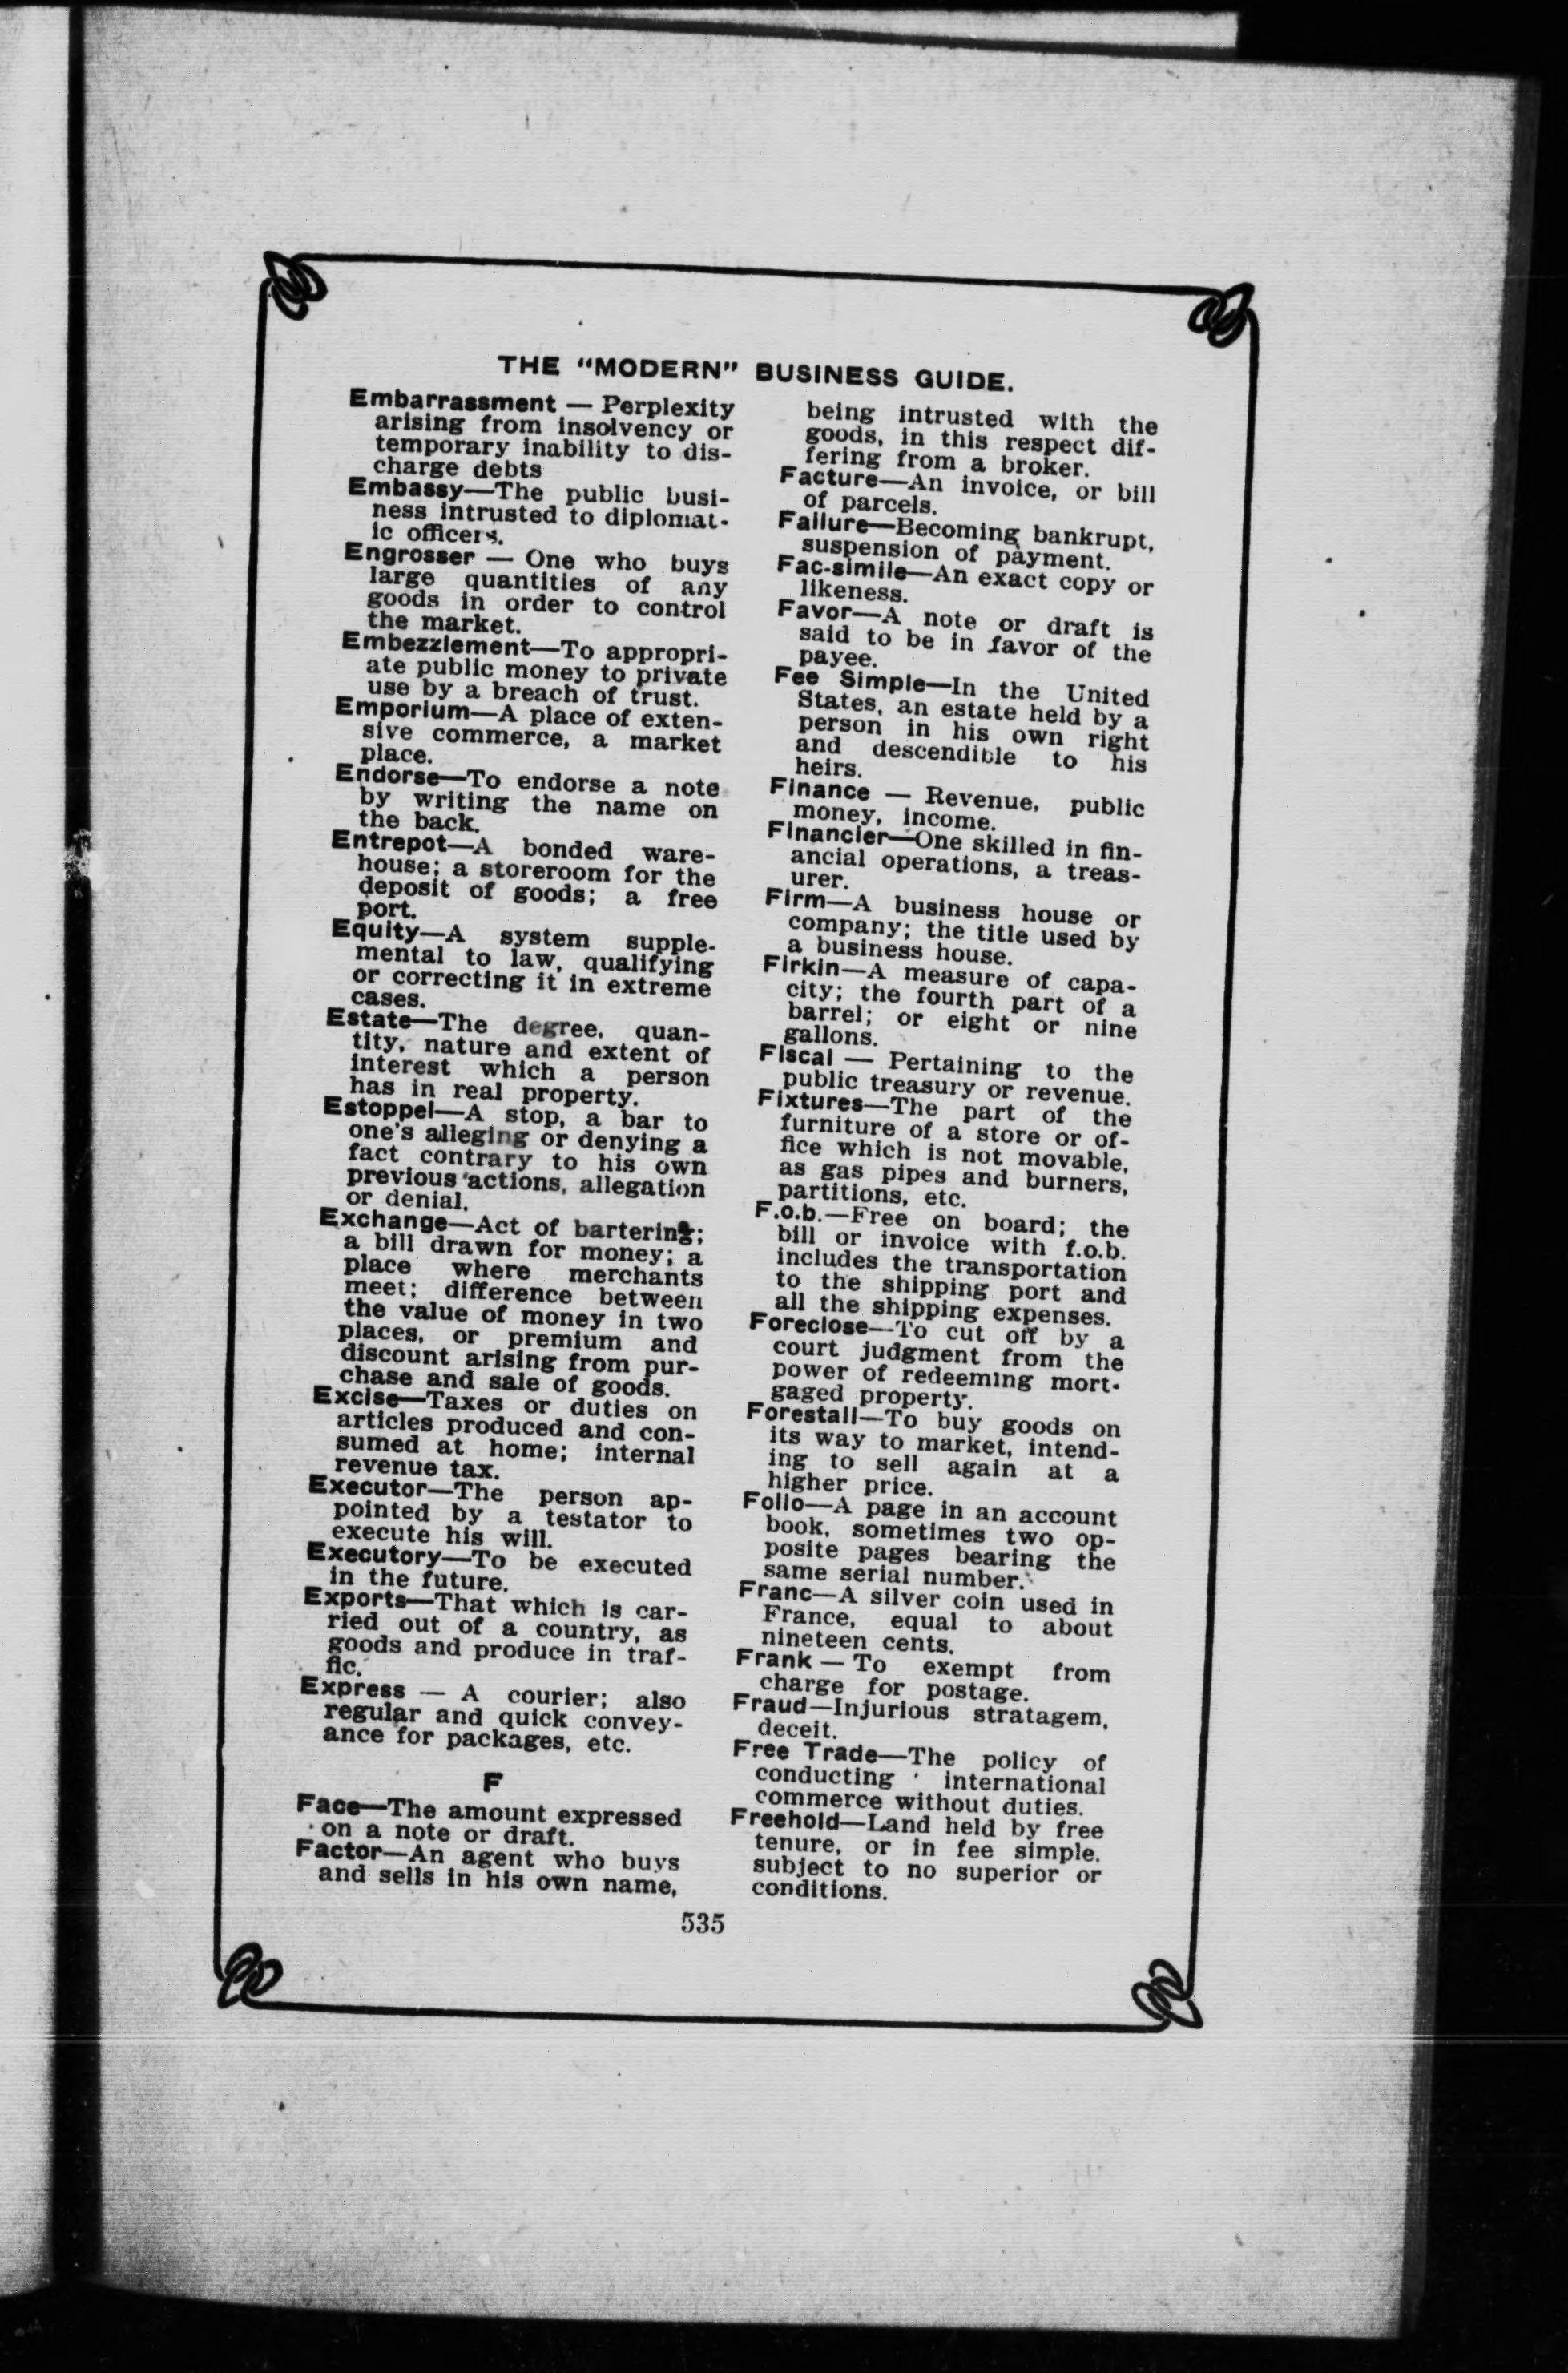 THE "MODERN" BUSINESS GUIDE.
Embarrassment — Perplexity
arising from insolvency or
temporary inability to dis-
charge debts
Embassy—The public busi-
ness intrusted to diplomat-
ic officers.
Engrosser — One who buys
large quantities of any
goods in order to control
the market.
Embezzlement—To appropri-
ate public money to private
use by a breach of trust.
Emporium—A place of exten-
sive commerce, a market
place.
Endorse—To endorse a note
by writing the name on
the back.
Entrepot—A bonded ware-
house; a storeroom for the
deposit of goods; a free
port.
Equity—A system supple-
mental to law, qualifying
or correcting it in extreme
cases.
Estate—The degree, quan-
tity, nature and extent of
interest which a person
has in real property.
Estoppel—A stop, a bar to
one's alleging or denying a
fact contrary to his own
previous actions, allegation
or denial.
Exchange—Act of bartering;
a bill drawn for money; a
place where merchants
meet; difference between
the value of money in two
places, or premium and
discount arising from pur-
chase and sale of goods.
Excise—Taxes or duties on
articles produced and con-
sumed at home; internal
revenue tax.
Executor—The person ap-
pointed by a testator to
execute his will.
Executory—To be executed
in the future.
Exports—That which is car-
ried out of a country, as
goods and produce in traf-
fic.
Express — A courier; also
regular and quick convey-
ance for packages, etc.
F
Face—The amount expressed
on a note or draft.
Factor—An agent who buys
and sells in his own name,
being intrusted with the
goods, in this respect dif-
fering from a broker.
Facture—An invoice, or bill
of parcels.
Failure—Becoming bankrupt,
suspension of payment.
Fac-simile—An exact copy or
likeness.
Favor—A note or draft is
said to be in favor of the
payee.
Fee Simple—In the United
States, an estate held by a
person in his own right
and descendible to his
heirs.
Finance — Revenue, public
money, income.
Financier—One skilled in fin-
ancial operations, a treas-
urer.
Firm—A business house or
company; the title used by
a business house.
Firkin—A measure of capa-
city; the fourth part of a
barrel; or eight or nine
gallons.
Fiscal — Pertaining to the
public treasury or revenue.
Fixtures—The part of the
furniture of a store or of-
fice which is not movable,
as gas pipes and burners,
partitions, etc.
F.o.b.—Free on board; the
bill or invoice with f.o.b.
includes the transportation
to the shipping port and
all the shipping expenses.
Foreclose—To cut off by a
court judgment from the
power of redeeming mort-
gaged property.
Forestall—To buy goods on
its way to market, intend-
ing to sell again at a
higher price.
Folio—A page in an account
book, sometimes two op-
posite pages bearing the
same serial number.
Franc—A silver coin used in
France, equal to about
nineteen cents.
Frank — To exempt from
charge for postage.
Fraud—Injurious stratagem,
deceit.
Free Trade—The policy of
conducting international
commerce without duties.
Freehold—Land held by free
tenure, or in fee simple,
subject to no superior or
conditions.
535